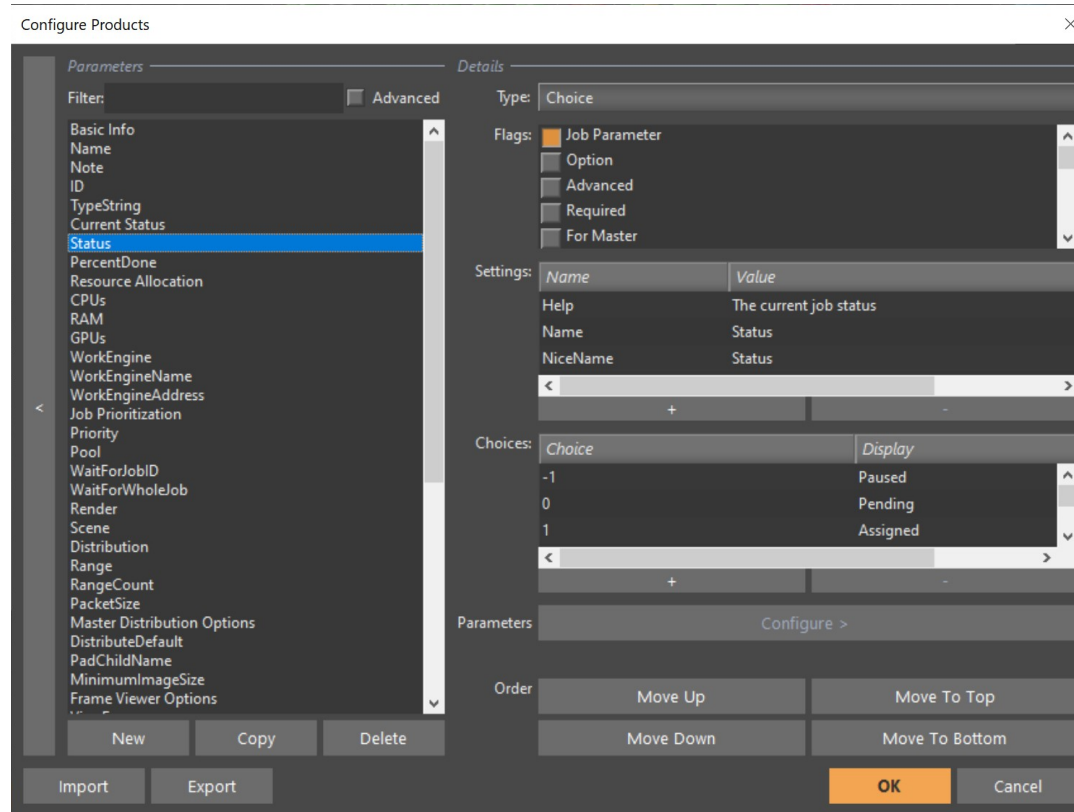 Configure Products
Parameters
Filter:
Advanced
Basic Info
Name
Note
ID
TypeString
Current Status
Status
PercentDone
Resource Allocation
CPUs
RAM
GPUs
WorkEngine
WorkEngineName
WorkEngineAddress
Job Prioritization
Priority
Pool
WaitForJobID
WaitForWholeJob
Render
Scene
Distribution
Range
RangeCount
PacketSize
Master Distribution Options
DistributeDefault
PadChildName
MinimumImageSize
Frame Viewer Options
New Copy Delete
<
Details
Type: Choice
Flags: Job Parameter
Option
Advanced
Required
For Master
Settings: Name Value
Help The current job status
Name Status
NiceName Status
+ -
Choices: Choice Display
-1 Paused
0 Pending
1 Assigned
+ -
Parameters Configure >
Order Move Up Move To Top
Move Down Move To Bottom
Import Export OK Cancel